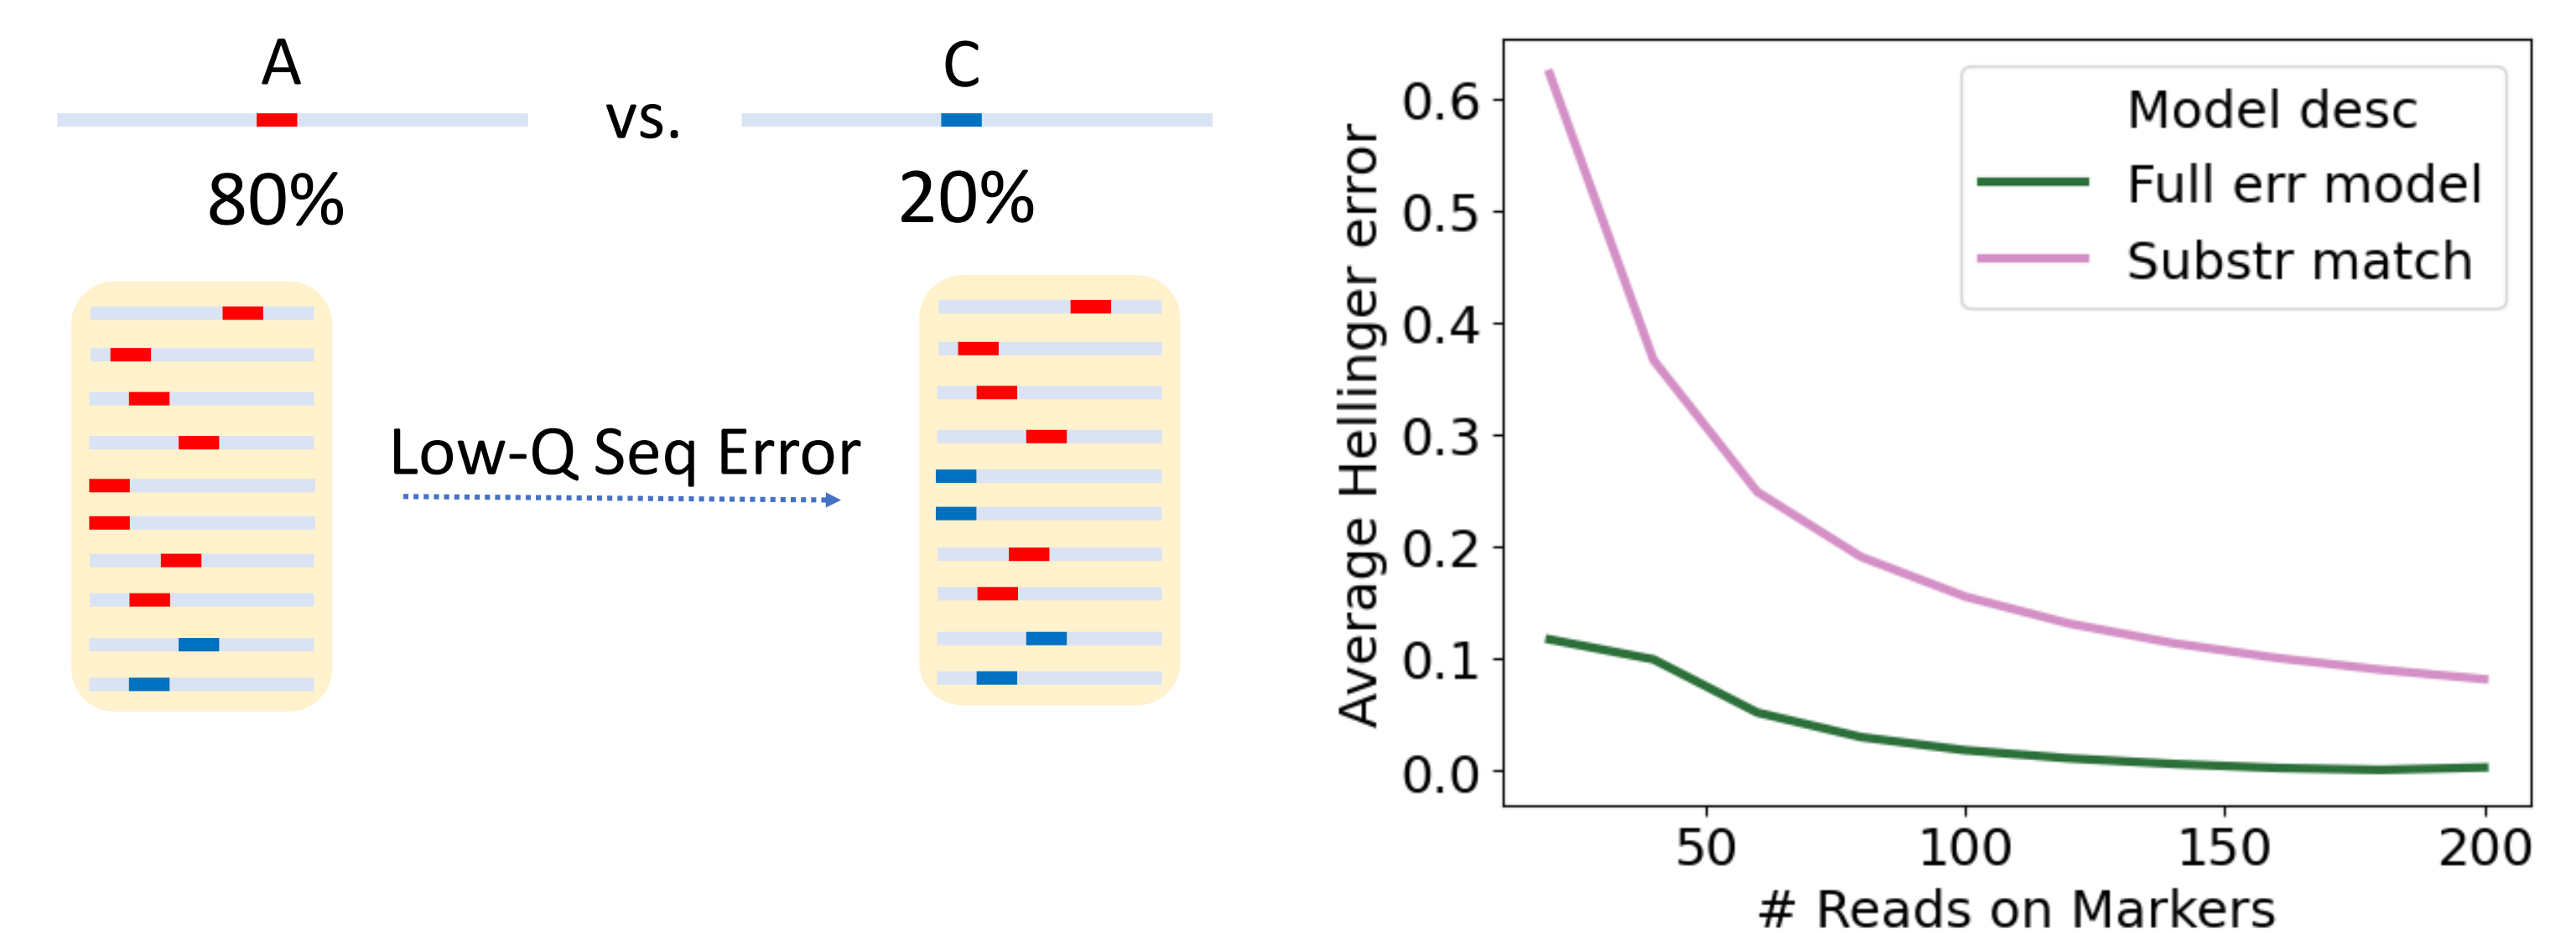 A
vs.
C
80%
20%
Low-Q Seq Error
Average Hellinger error
0.6
0.5
0.4
0.3
0.2
0.1
0.0
Model desc
Full err model
Substr match
50 100 150 200
# Reads on Markers